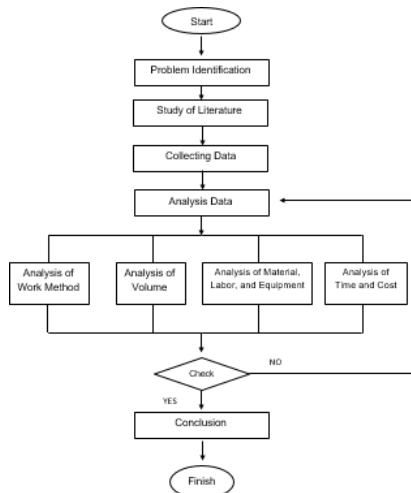 Start
Problem Identification
Study of Literature
Collecting Data
Analysis Data
Analysis of
Work Method
Analysis of
Volume
Analysis of Material,
Labor, and Equipment
Analysis of
Time and Cost
Check
NO
YES
Conclusion
Finish